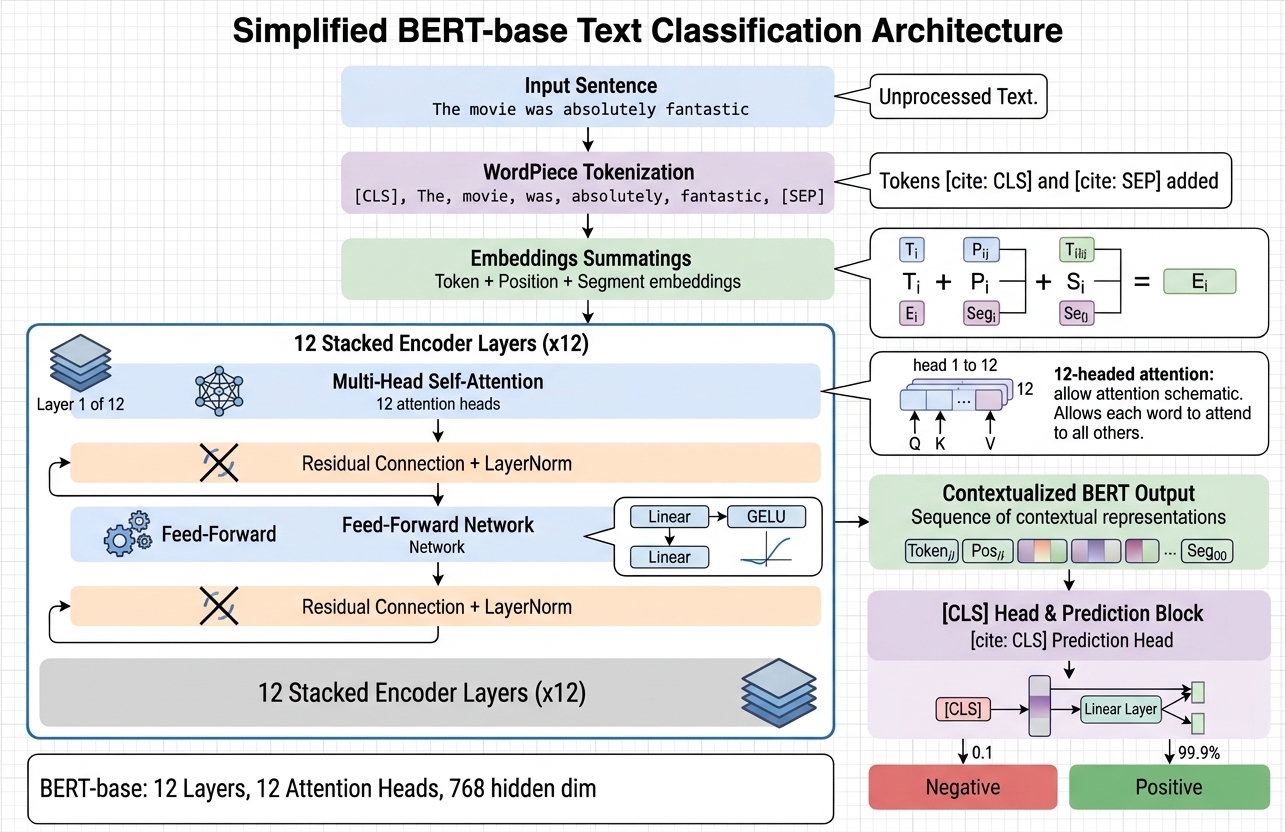 Simplified BERT-base Text Classification Architecture
Input Sentence
The movie was absolutely fantastic
Unprocessed Text.
WordPiece Tokenization
[CLS], The, movie, was, absolutely, fantastic, [SEP]
Tokens [cite: CLS] and [cite: SEP] added
Embeddings Summatings
Token + Position + Segment embeddings
Ti Pij
Ti + Pi + Si = Ei
Ei Segi
12 Stacked Encoder Layers (x12)
Layer 1 of 12
Multi-Head Self-Attention
12 attention heads
head 1 to 12
12
...
Q K V
12-headed attention:
allow attention schematic.
Allows each word to attend
to all others.
Residual Connection + LayerNorm
Feed-Forward
Feed-Forward Network
Network
Linear GELU
Linear
Residual Connection + LayerNorm
12 Stacked Encoder Layers (x12)
BERT-base: 12 Layers, 12 Attention Heads, 768 hidden dim
Contextualized BERT Output
Sequence of contextual representations
Token Pos ... Seg00
[CLS] Head & Prediction Block
[cite: CLS] Prediction Head
[CLS] Linear Layer
0.1 99.9%
Negative Positive